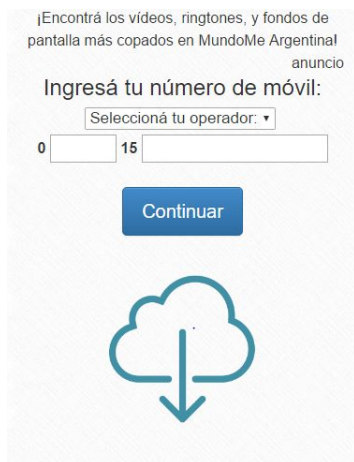 ¡Encontrá los vídeos, ringtones, y fondos de
pantalla más copados en MundoMe Argentina!
anuncio
Ingresá tu número de móvil:
Seleccioná tu operador:
0 15
Continuar